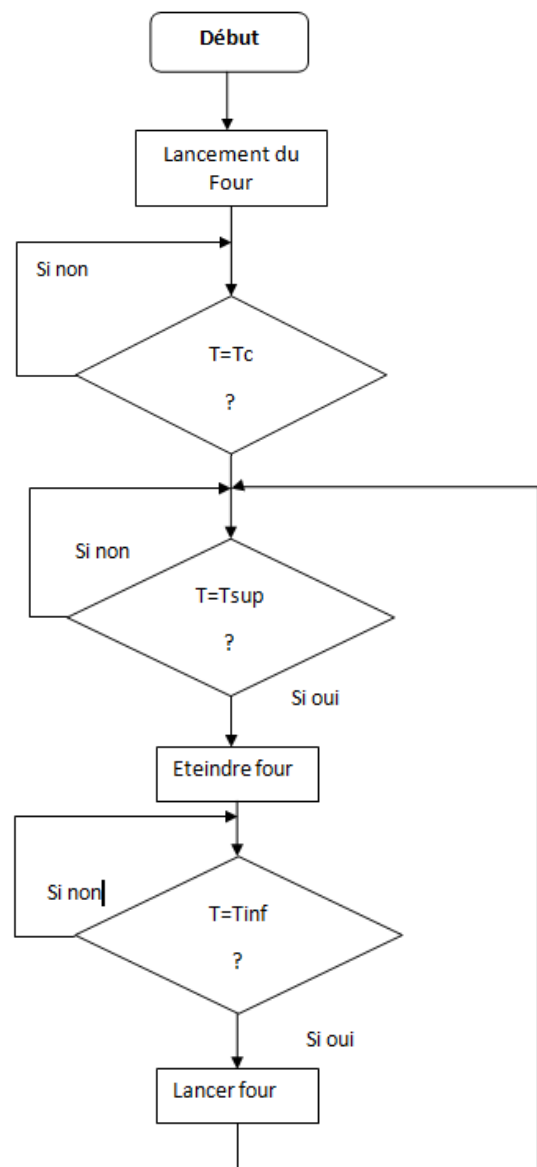 Début
Lancement du
Four
Si non
T=Tc
?
Si non
T=Tsup
?
Si oui
Eteindre four
Si non
T=Tinf
?
Si oui
Lancer four